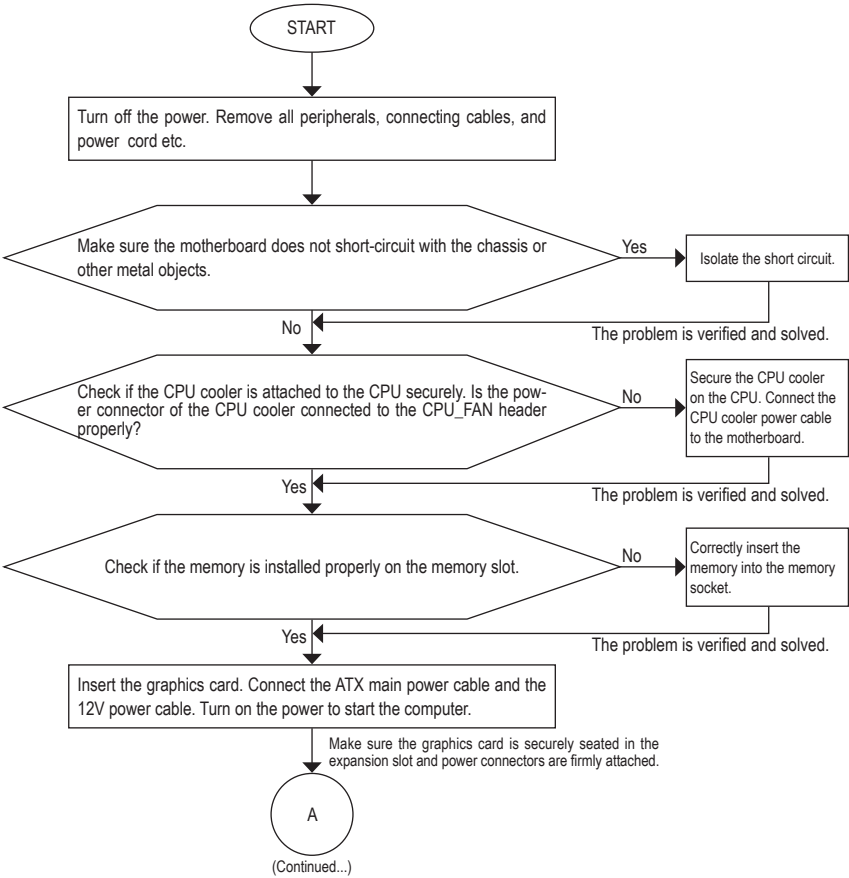 START
Turn off the power. Remove all peripherals, connecting cables, and
power cord etc.
Make sure the motherboard does not short-circuit with the chassis or
other metal objects.
Yes
Isolate the short circuit.
No
The problem is verified and solved.
Check if the CPU cooler is attached to the CPU securely. Is the pow-
er connector of the CPU cooler connected to the CPU_FAN header
properly?
No
Secure the CPU cooler
on the CPU. Connect the
CPU cooler power cable
to the motherboard.
Yes
The problem is verified and solved.
Check if the memory is installed properly on the memory slot.
No
Correctly insert the
memory into the memory
socket.
Yes
The problem is verified and solved.
Insert the graphics card. Connect the ATX main power cable and the
12V power cable. Turn on the power to start the computer.
Make sure the graphics card is securely seated in the
expansion slot and power connectors are firmly attached.
A
(Continued...)